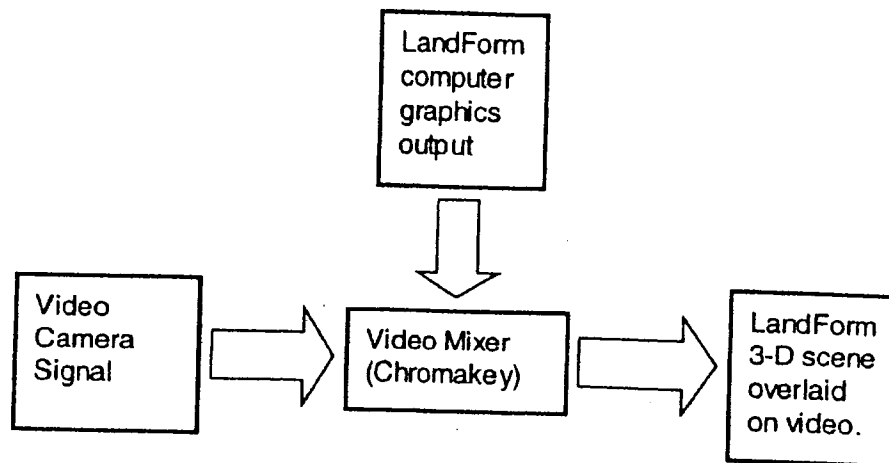 LandForm
computer
graphics
output
Video
Camera
Signal
Video Mixer
(Chromakey)
LandForm
3-D scene
overlaid
on video.